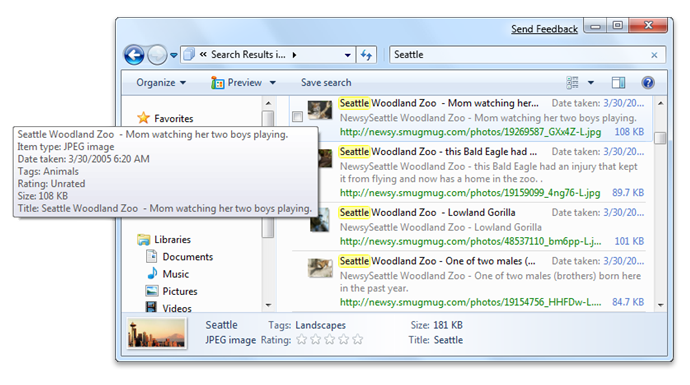 Send Feedback
« Search Results i... ▸
Seattle
Organize
Preview
Save search
Favorites
Seattle Woodland Zoo - Mom watching her two boys playing.
Item type: JPEG image
Date taken: 3/30/2005 6:20 AM
Tags: Animals
Rating: Unrated
Size: 108 KB
Title: Seattle Woodland Zoo - Mom watching her two boys playing.
Libraries
Documents
Music
Pictures
Videos
Seattle Woodland Zoo - Mom watching her... Date taken: 3/30/20...
NewsySeattle Woodland Zoo - Mom watching her two boys playing.
http://newsy.smugmug.com/photos/19269587_GXx4Z-L.jpg 108 KB
Seattle Woodland Zoo - this Bald Eagle had ... Date taken: 3/30/20...
NewsySeattle Woodland Zoo - this Bald Eagle had an injury that kept
it from flying and now has a home in the zoo. .
http://newsy.smugmug.com/photos/19159099_4ng76-L.jpg 89.7 KB
Seattle Woodland Zoo - Lowland Gorilla Date taken: 3/30/20...
NewsySeattle Woodland Zoo - Lowland Gorilla
http://newsy.smugmug.com/photos/48537110_bm6pp-L.j... 101 KB
Seattle Woodland Zoo - One of two males (... Date taken: 3/30/20...
NewsySeattle Woodland Zoo - One of two males (brothers) born here
in the past year.
http://newsy.smugmug.com/photos/19154756_HHFDw-L.... 84.7 KB
Seattle Tags: Landscapes Size: 181 KB
JPEG image Rating: Title: Seattle